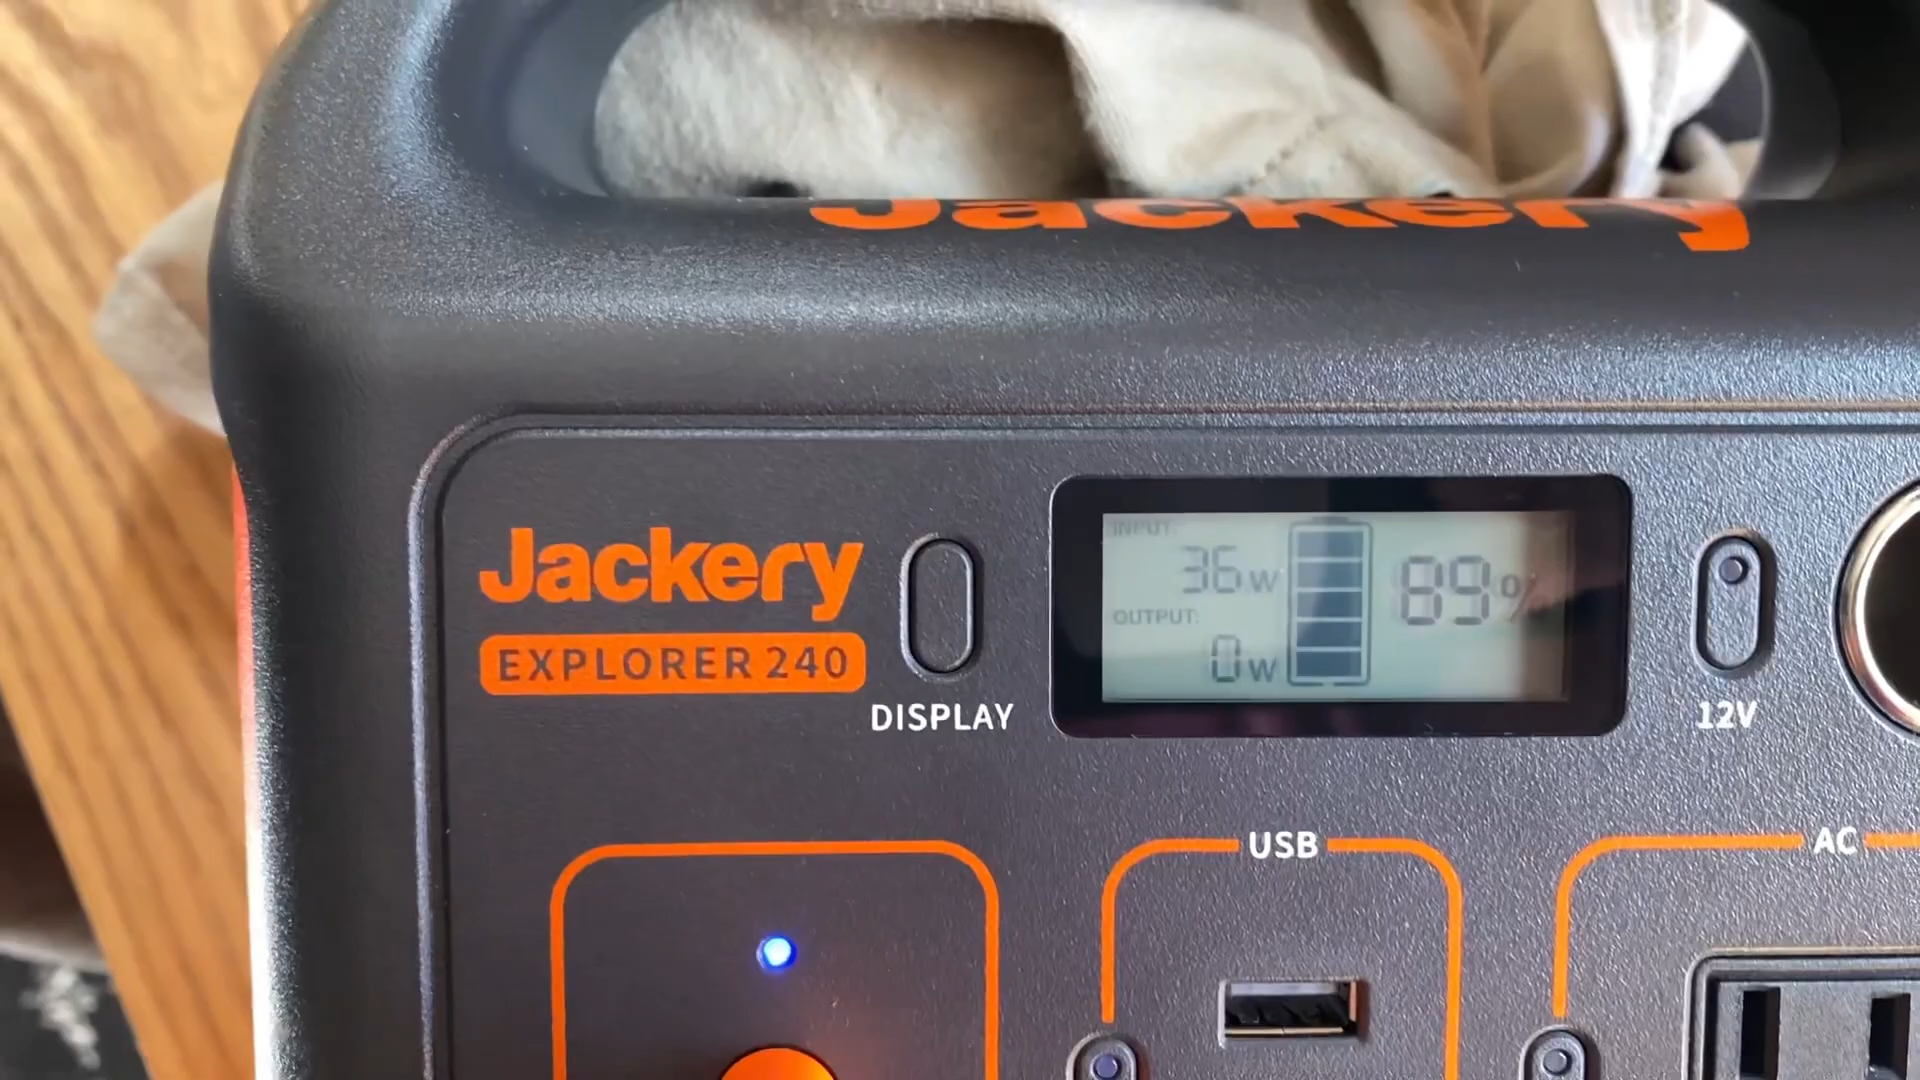 Jackery
Jackery
EXPLORER 240
DISPLAY
INPUT:
36W
OUTPUT:
0W
89%
12V
USB
AC